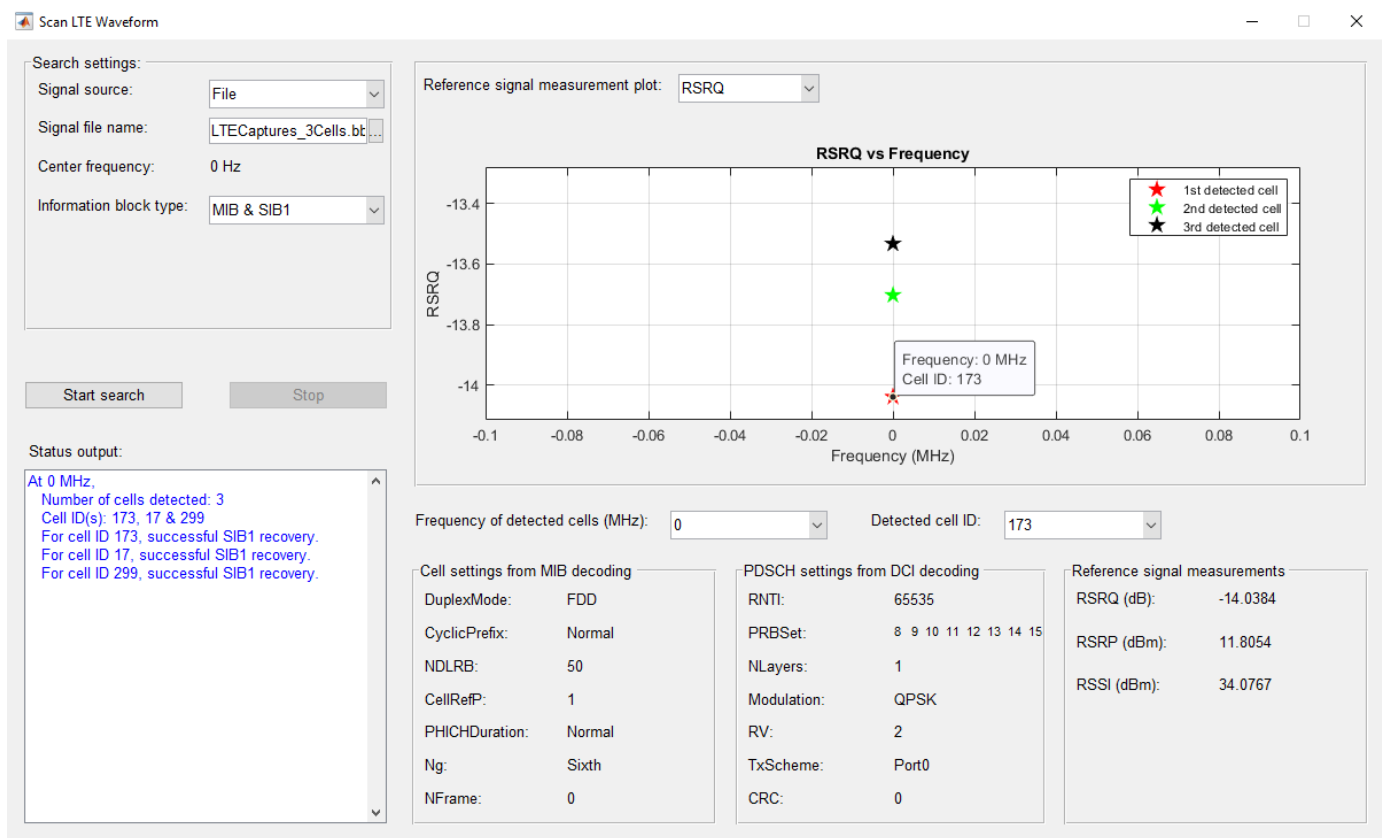 Scan LTE Waveform
Search settings:
Signal source: File
Signal file name: LTECaptures_3Cells.bb ...
Center frequency: 0 Hz
Information block type: MIB & SIB1
Start search Stop
Status output:
At 0 MHz,
Number of cells detected: 3
Cell ID(s): 173, 17 & 299
For cell ID 173, successful SIB1 recovery.
For cell ID 17, successful SIB1 recovery.
For cell ID 299, successful SIB1 recovery.
Reference signal measurement plot: RSRQ
RSRQ vs Frequency
1st detected cell
2nd detected cell
3rd detected cell
RSRQ
-13.4
-13.6
-13.8
-14
Frequency: 0 MHz
Cell ID: 173
-0.1 -0.08 -0.06 -0.04 -0.02 0 0.02 0.04 0.06 0.08 0.1
Frequency (MHz)
Frequency of detected cells (MHz): 0 Detected cell ID: 173
Cell settings from MIB decoding
DuplexMode: FDD
CyclicPrefix: Normal
NDLRB: 50
CellRefP: 1
PHICHDuration: Normal
Ng: Sixth
NFrame: 0
PDSCH settings from DCI decoding
RNTI: 65535
PRBSet: 8 9 10 11 12 13 14 15
NLayers: 1
Modulation: QPSK
RV: 2
TxScheme: Port0
CRC: 0
Reference signal measurements
RSRQ (dB): -14.0384
RSRP (dBm): 11.8054
RSSI (dBm): 34.0767